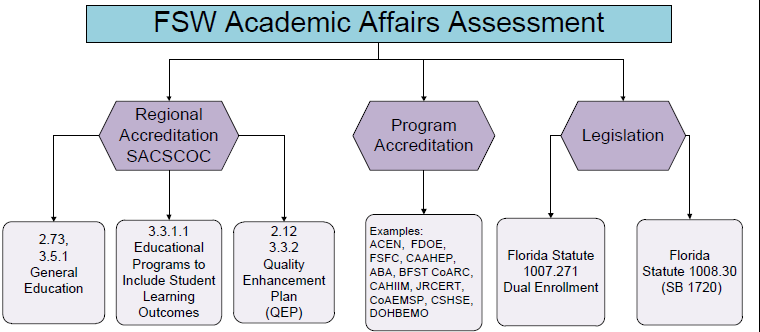 FSW Academic Affairs Assessment
Regional
Accreditation
SACSCOC
Program
Accreditation
Legislation
2.73,
3.5.1
General
Education
3.3.1.1
Educational
Programs to
Include Student
Learning
Outcomes
2.12
3.3.2
Quality
Enhancement
Plan
(QEP)
Examples:
ACEN, FDOE,
FSFC, CAAHEP,
ABA, BFST CoARC,
CAHIIM, JRCERT,
CoAEMSP, CSHSE,
DOHBEMO
Florida Statute
1007.271
Dual Enrollment
Florida
Statute 1008.30
(SB 1720)